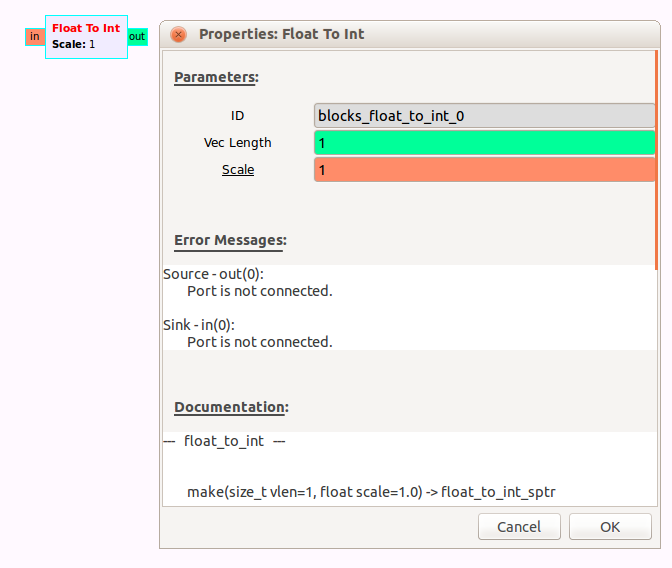 in
Float To Int
Scale: 1
out
Properties: Float To Int
Parameters:
ID
blocks_float_to_int_0
Vec Length
1
Scale
1
Error Messages:
Source - out(0):
Port is not connected.
Sink - in(0):
Port is not connected.
Documentation:
--- float_to_int ---
make(size_t vlen=1, float scale=1.0) -> float_to_int_sptr
Cancel
OK